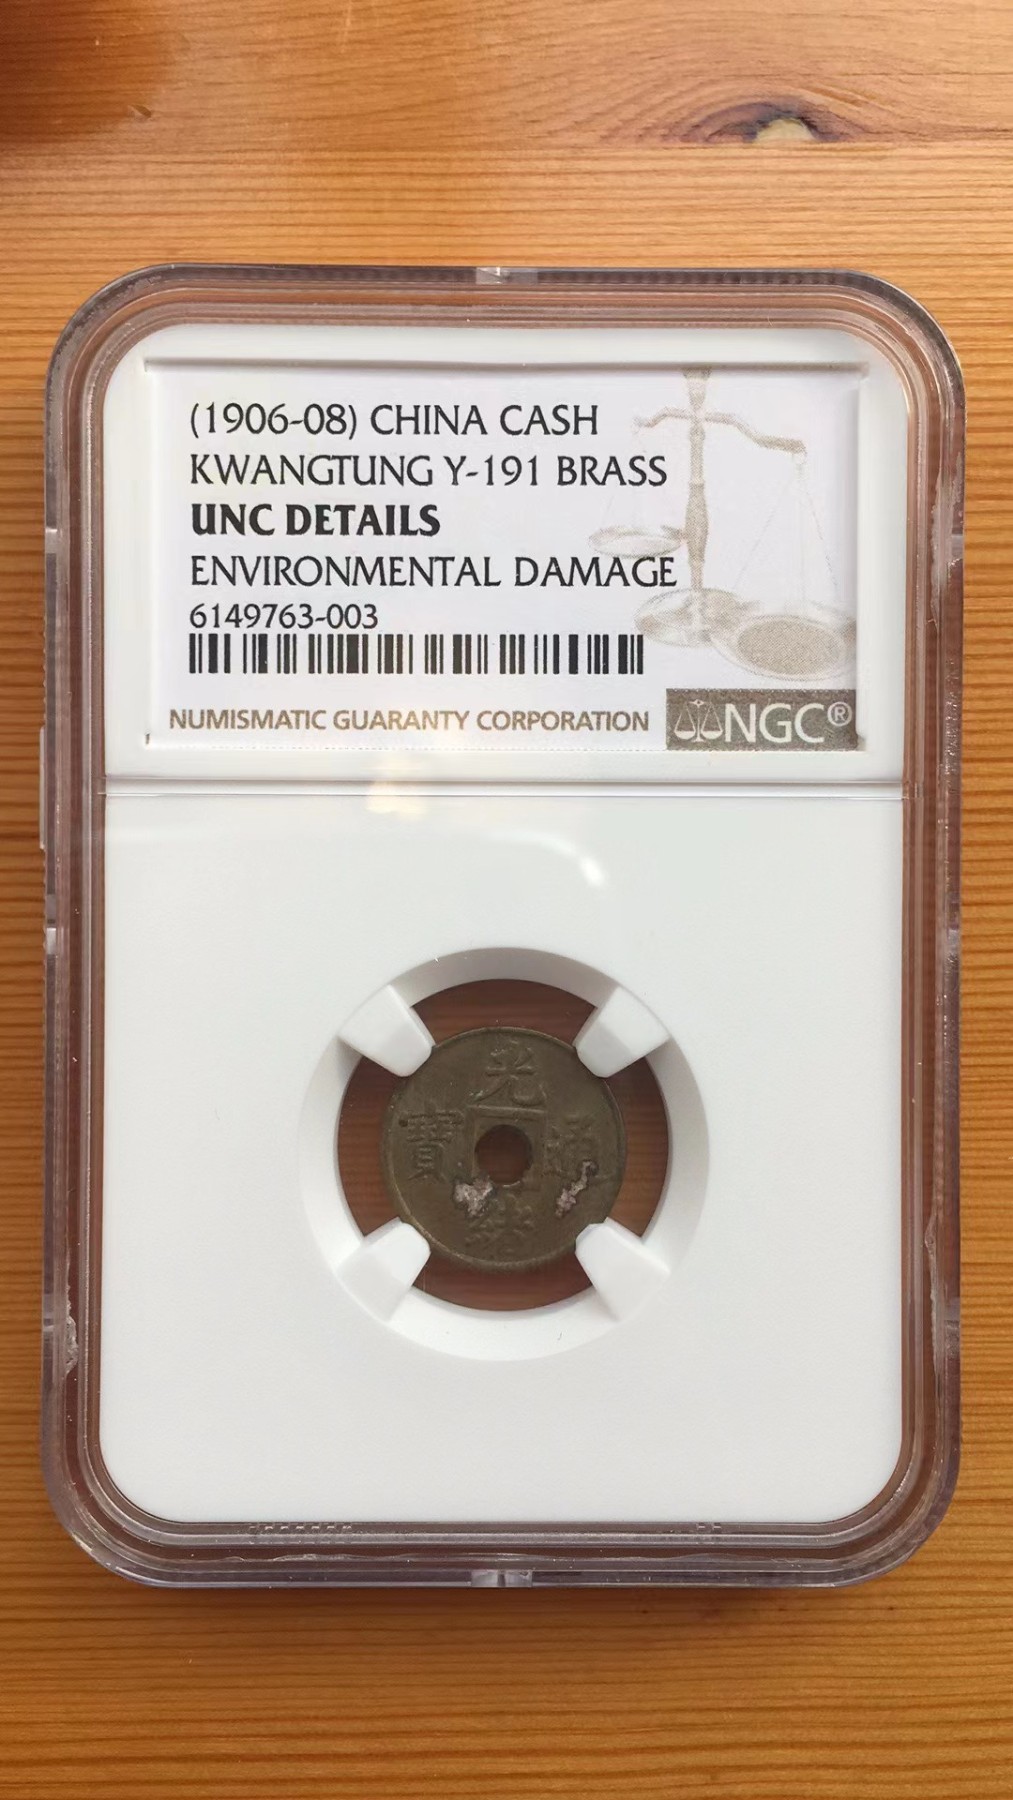 (1906-08) CHINA CASH
KWANGTUNG Y-191 BRASS
UNC DETAILS
ENVIRONMENTAL DAMAGE
6149763-003
NUMISMATIC GUARANTY CORPORATION NGC®
光
寶 通
緒